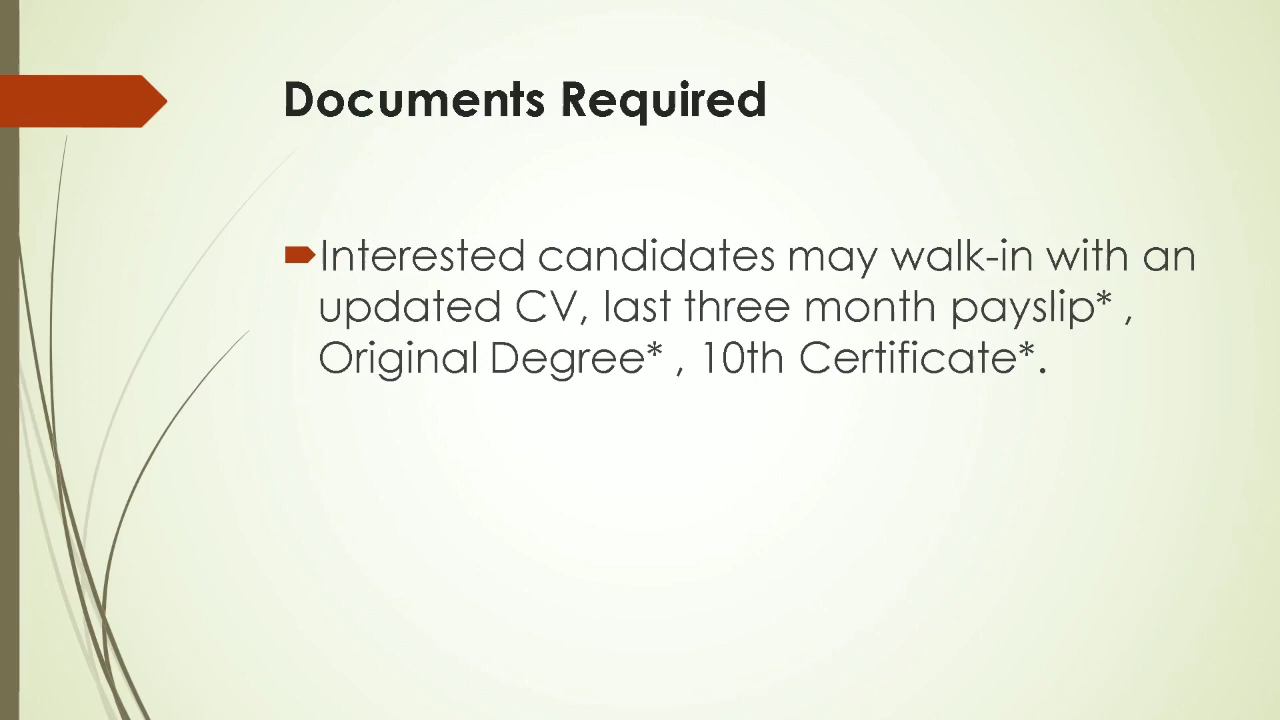 Documents Required
Interested candidates may walk-in with an
updated CV, last three month payslip* ,
Original Degree* , 10th Certificate*.